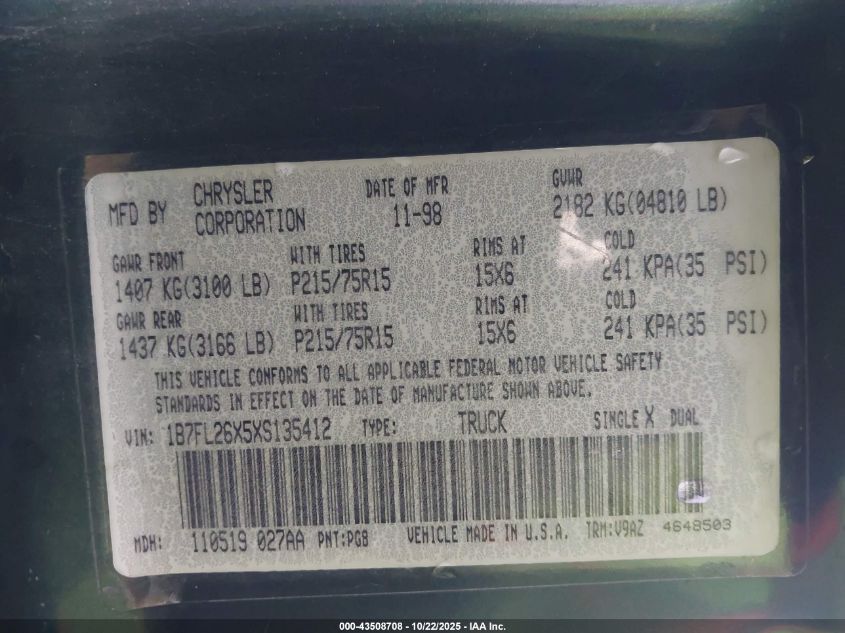 MFD BY CHRYSLER CORPORATION DATE OF MFR 11-98 GVWR 2182 KG(04810 LB)
GAWR FRONT WITH TIRES RIMS AT COLD
1407 KG(3100 LB) P215/75R15 15X6 241 KPA(35 PSI)
GAWR REAR WITH TIRES RIMS AT COLD
1437 KG(3166 LB) P215/75R15 15X6 241 KPA(35 PSI)
THIS VEHICLE CONFORMS TO ALL APPLICABLE FEDERAL MOTOR VEHICLE SAFETY
STANDARDS IN EFFECT ON THE DATE OF MANUFACTURE SHOWN ABOVE.
VIN: 1B7FL26X5XS135412 TYPE: TRUCK SINGLE X DUAL
MDH: 110519 027AA PNT:PG8 VEHICLE MADE IN U.S.A. TRM:V9AZ 4648503
000-43508708 - 10/22/2025 - IAA Inc.